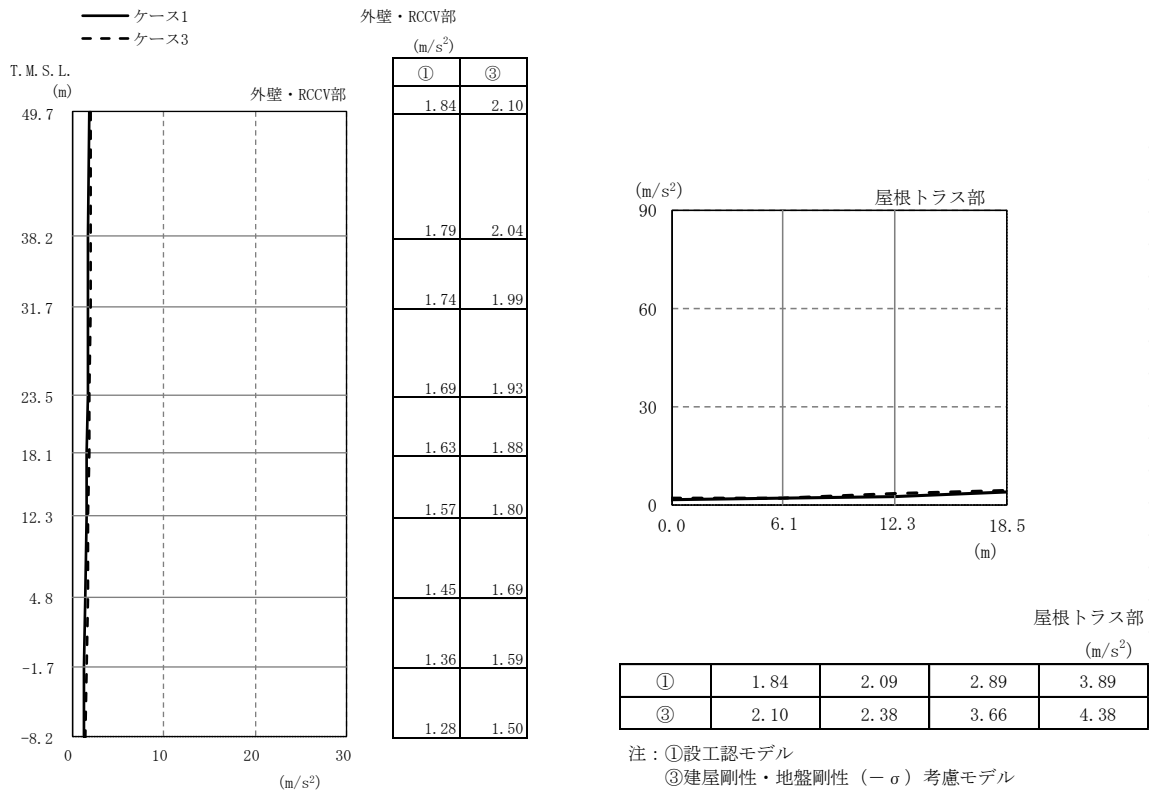 ケース1
ケース3
外壁・RCCV部
(m/s²)
① ③
T.M.S.L.
(m)
外壁・RCCV部
49.7
38.2
31.7
23.5
18.1
12.3
4.8
-1.7
-8.2
0 10 20 30
(m/s²)
1.84 2.10
1.79 2.04
1.74 1.99
1.69 1.93
1.63 1.88
1.57 1.80
1.45 1.69
1.36 1.59
1.28 1.50
(m/s²)
屋根トラス部
90
60
30
0
0.0 6.1 12.3 18.5
(m)
屋根トラス部
(m/s²)
① 1.84 2.09 2.89 3.89
③ 2.10 2.38 3.66 4.38
注：①設工認モデル
③建屋剛性・地盤剛性（－σ）考慮モデル